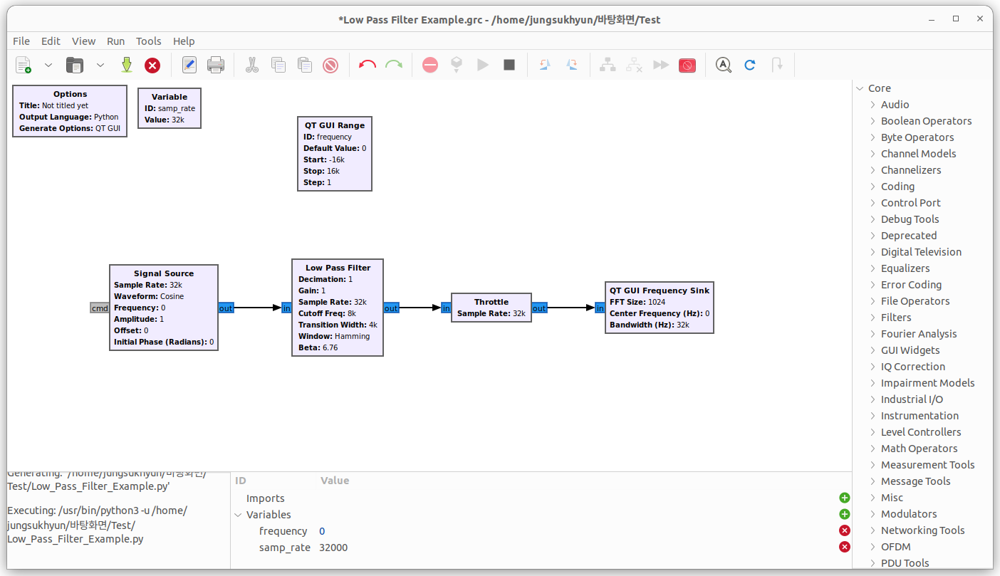 *Low Pass Filter Example.grc - /home/jungsukhyun/바탕화면/Test
File Edit View Run Tools Help
Options
Title: Not titled yet
Output Language: Python
Generate Options: QT GUI
Variable
ID: samp_rate
Value: 32k
QT GUI Range
ID: frequency
Default Value: 0
Start: -16k
Stop: 16k
Step: 1
cmd
Signal Source
Sample Rate: 32k
Waveform: Cosine
Frequency: 0
Amplitude: 1
Offset: 0
Initial Phase (Radians): 0
out
in
Low Pass Filter
Decimation: 1
Gain: 1
Sample Rate: 32k
Cutoff Freq: 8k
Transition Width: 4k
Window: Hamming
Beta: 6.76
out
in
Throttle
Sample Rate: 32k
out
in
QT GUI Frequency Sink
FFT Size: 1024
Center Frequency (Hz): 0
Bandwidth (Hz): 32k
Core
Audio
Boolean Operators
Byte Operators
Channel Models
Channelizers
Coding
Control Port
Debug Tools
Deprecated
Digital Television
Equalizers
Error Coding
File Operators
Filters
Fourier Analysis
GUI Widgets
IQ Correction
Impairment Models
Industrial I/O
Instrumentation
Level Controllers
Math Operators
Measurement Tools
Message Tools
Misc
Modulators
Networking Tools
OFDM
PDU Tools
Generating: '/home/jungsukhyun/바탕화면/
Test/Low_Pass_Filter_Example.py'
Executing: /usr/bin/python3 -u /home/
jungsukhyun/바탕화면/Test/
Low_Pass_Filter_Example.py
ID Value
Imports
Variables
frequency 0
samp_rate 32000